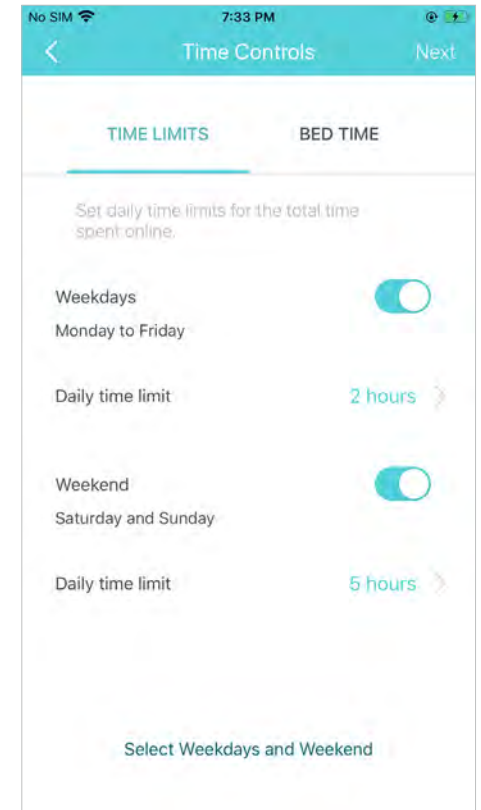 No SIM 7:33 PM
Time Controls Next
TIME LIMITS BED TIME
Set daily time limits for the total time
spent online.
Weekdays
Monday to Friday
Daily time limit 2 hours
Weekend
Saturday and Sunday
Daily time limit 5 hours
Select Weekdays and Weekend